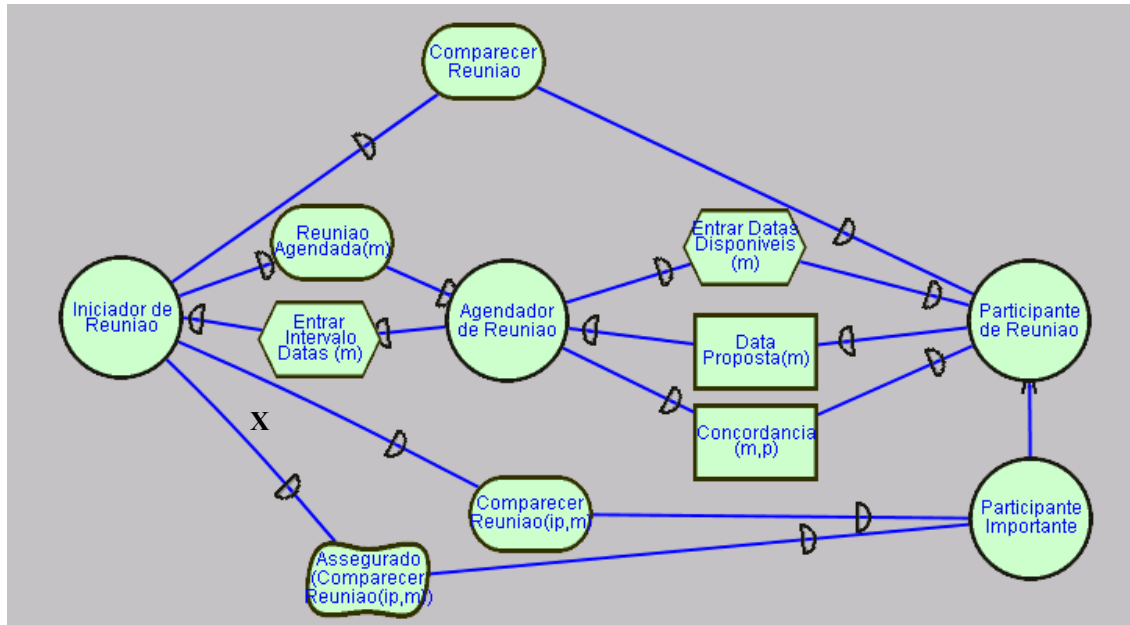 Comparecer
Reuniao
Reuniao
Agendada(m)
Entrar Datas
Disponiveis
(m)
Iniciador de
Reuniao
Entrar
Intervalo
Datas (m)
Agendador
de Reuniao
Data
Proposta(m)
Participante
de Reuniao
X
Concordancia
(m,p)
Comparecer
Reuniao(ip,m)
Participante
Importante
Assegurado
(Comparecer
Reuniao(ip,m))